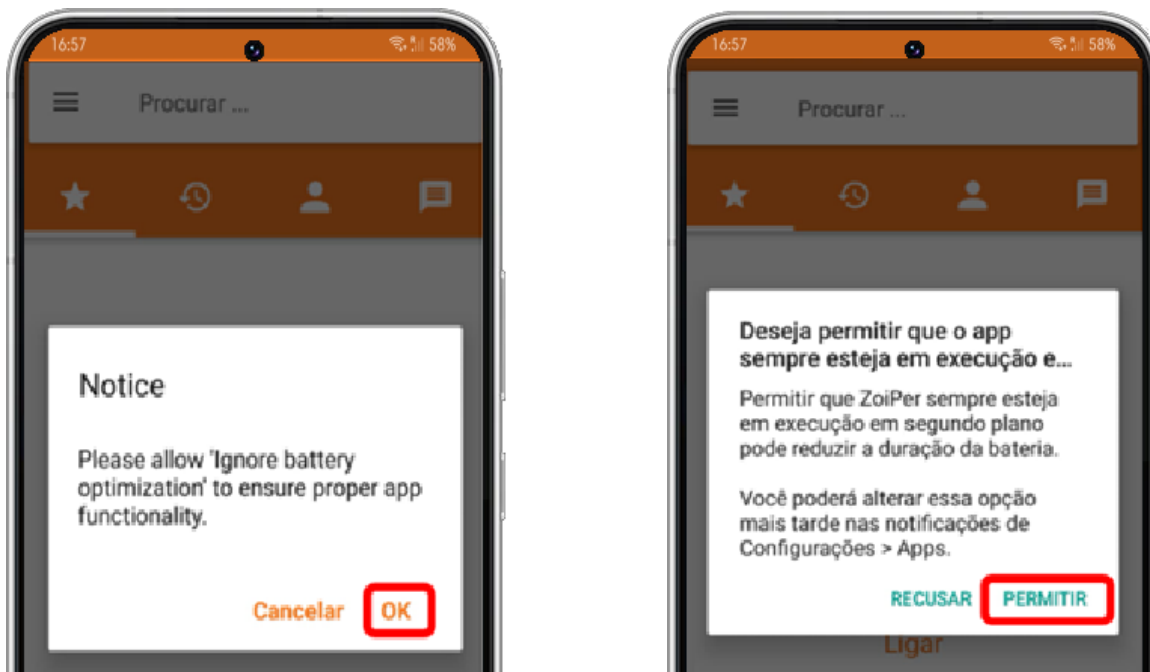 16:57
58%
Procurar ...
Notice
Please allow 'Ignore battery
optimization' to ensure proper app
functionality.
Cancelar OK
16:57
58%
Procurar ...
Deseja permitir que o app
sempre esteja em execução e...
Permitir que ZoiPer sempre esteja
em execução em segundo plano
pode reduzir a duração da bateria.
Você poderá alterar essa opção
mais tarde nas notificações de
Configurações > Apps.
RECUSAR PERMITIR
Ligar